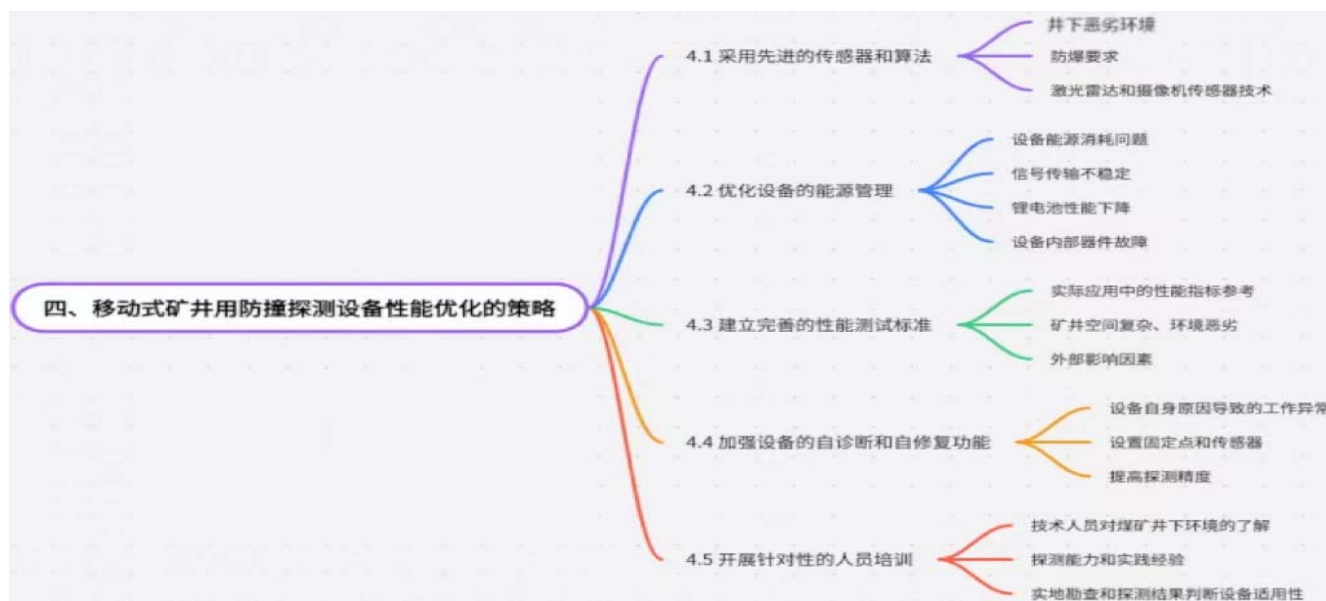 四、移动式矿井用防撞探测设备性能优化的策略
4.1 采用先进的传感器和算法
井下恶劣环境
防爆要求
激光雷达和摄像机传感器技术
4.2 优化设备的能源管理
设备能源消耗问题
信号传输不稳定
锂电池性能下降
设备内部器件故障
4.3 建立完善的性能测试标准
实际应用中的性能指标参考
矿井空间复杂、环境恶劣
外部影响因素
4.4 加强设备的自诊断和自修复功能
设备自身原因导致的工作异常
设置固定点和传感器
提高探测精度
4.5 开展针对性的人员培训
技术人员对煤矿井下环境的了解
探测能力和实践经验
实地勘查和探测结果判断设备适用性